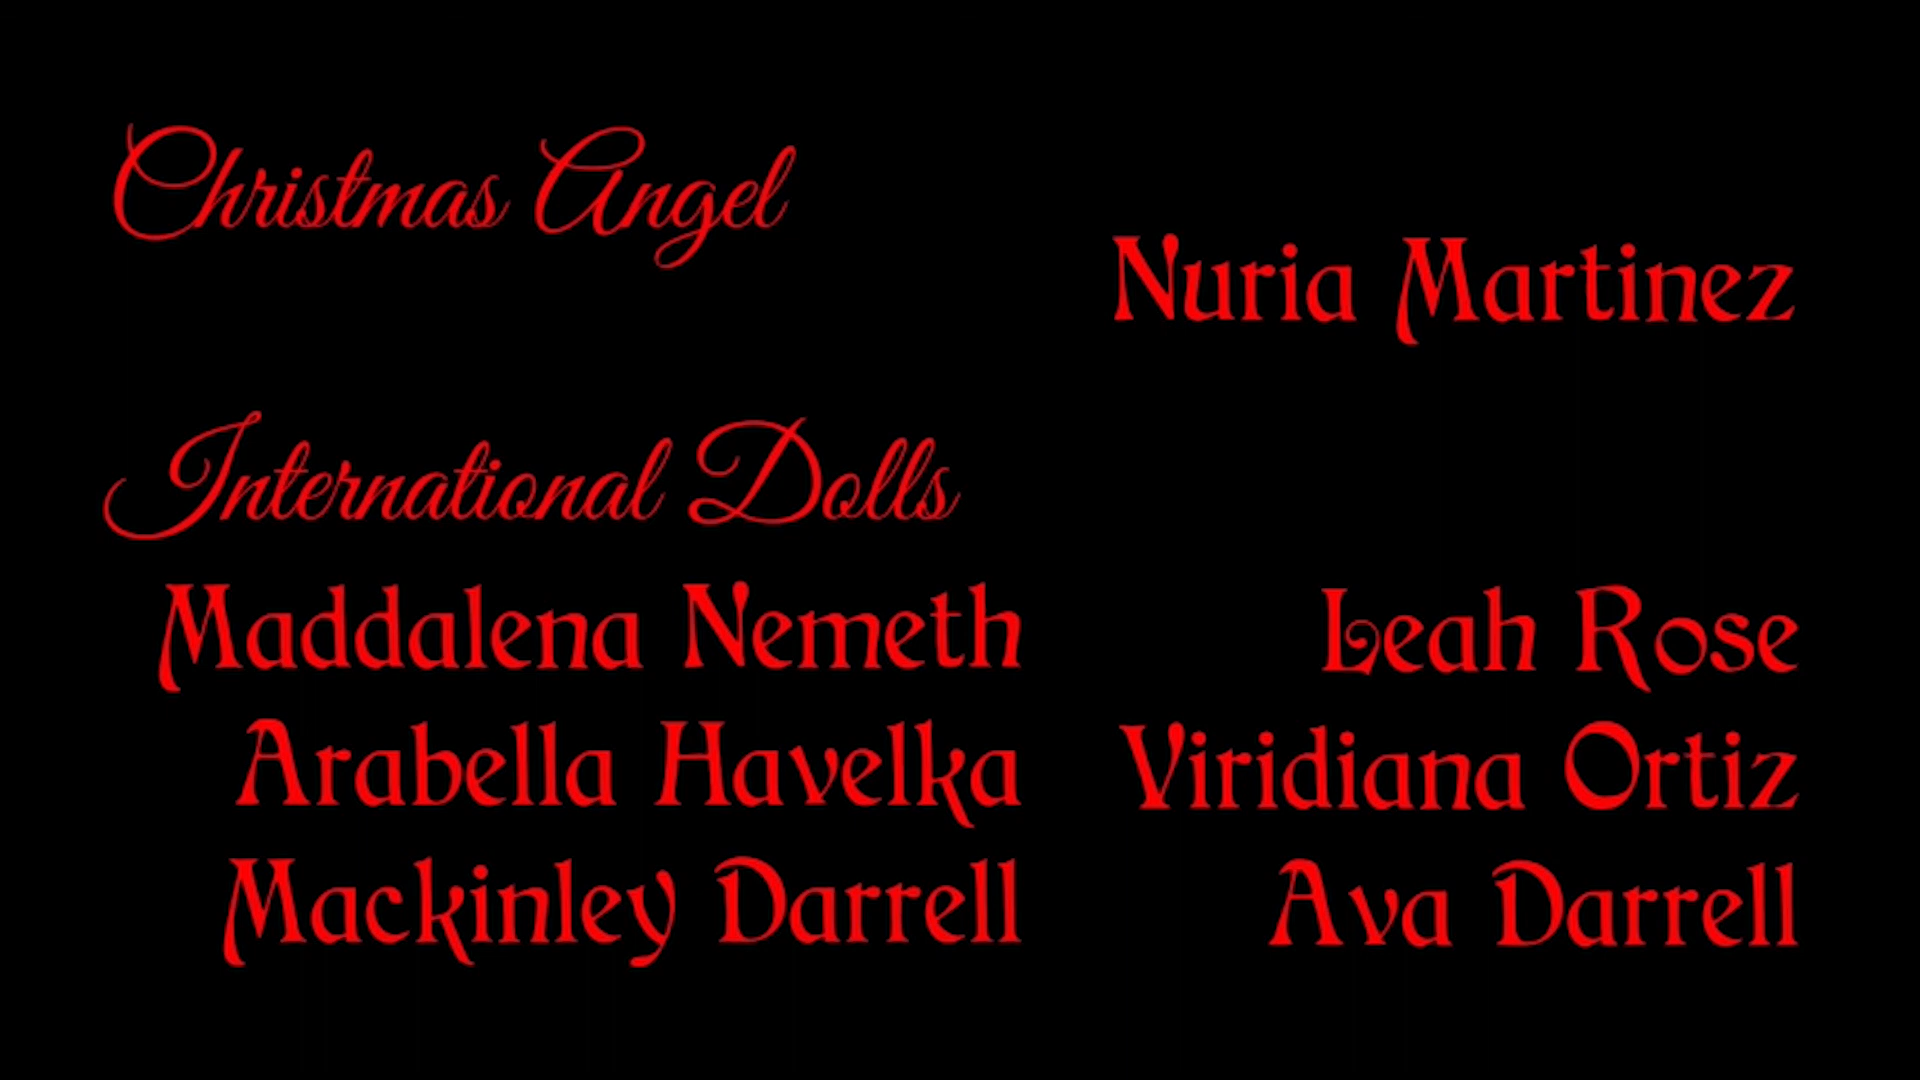 Christmas Angel
Nuria Martinez
International Dolls
Maddalena Nemeth Leah Rose
Arabella Havelka Viridiana Ortiz
Mackinley Darrell Ava Darrell